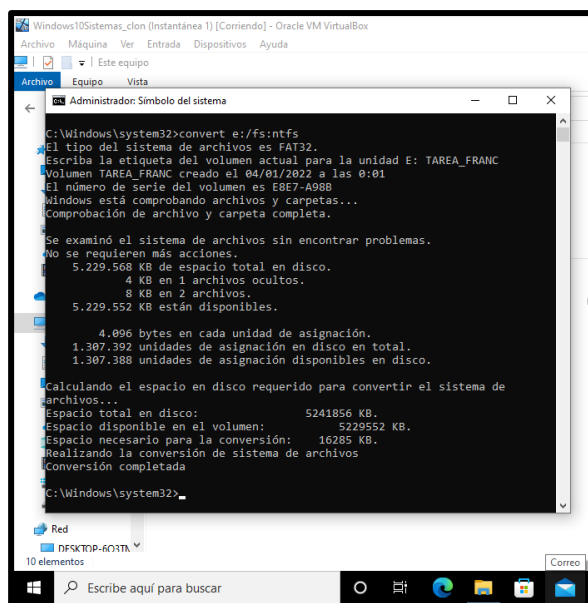 Windows10Sistemas_clon (Instantánea 1) [Corriendo] - Oracle VM VirtualBox
Archivo Máquina Ver Entrada Dispositivos Ayuda
Este equipo
Archivo Equipo Vista
Administrador: Símbolo del sistema
C:\Windows\system32>convert e:/fs:ntfs
El tipo del sistema de archivos es FAT32.
Escriba la etiqueta del volumen actual para la unidad E: TAREA_FRANC
Volumen TAREA_FRANC creado el 04/01/2022 a las 0:01
El número de serie del volumen es E8E7-A98B
Windows está comprobando archivos y carpetas...
Comprobación de archivo y carpeta completa.
Se examinó el sistema de archivos sin encontrar problemas.
No se requieren más acciones.
5.229.568 KB de espacio total en disco.
4 KB en 1 archivos ocultos.
8 KB en 2 archivos.
5.229.552 KB están disponibles.
4.096 bytes en cada unidad de asignación.
1.307.392 unidades de asignación en disco en total.
1.307.388 unidades de asignación disponibles en disco.
Calculando el espacio en disco requerido para convertir el sistema de
archivos...
Espacio total en disco: 5241856 KB.
Espacio disponible en el volumen: 5229552 KB.
Espacio necesario para la conversión: 16285 KB.
Realizando la conversión de sistema de archivos
Conversión completada
C:\Windows\system32>
Red
DESKTOP-6O3TN
10 elementos
Correo
Escribe aquí para buscar